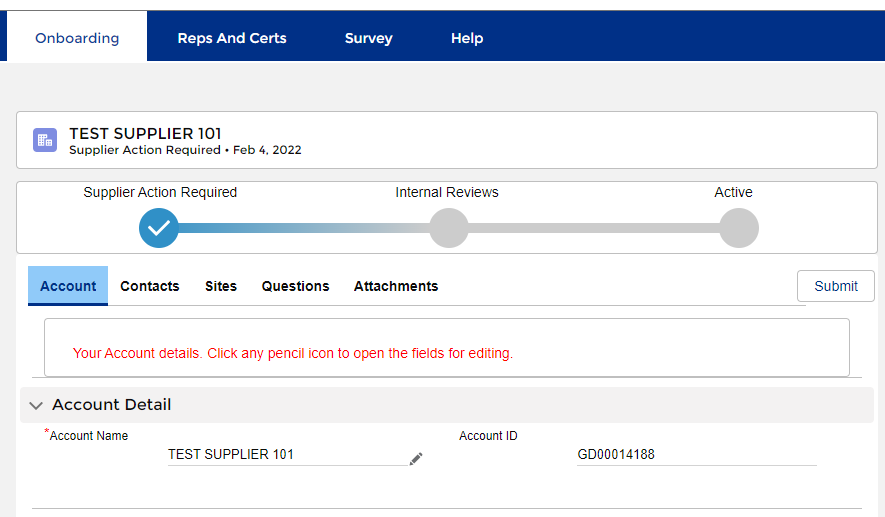 Onboarding Reps And Certs Survey Help
TEST SUPPLIER 101
Supplier Action Required • Feb 4, 2022
Supplier Action Required Internal Reviews Active
Account Contacts Sites Questions Attachments Submit
Your Account details. Click any pencil icon to open the fields for editing.
Account Detail
*Account Name Account ID
TEST SUPPLIER 101 GD00014188